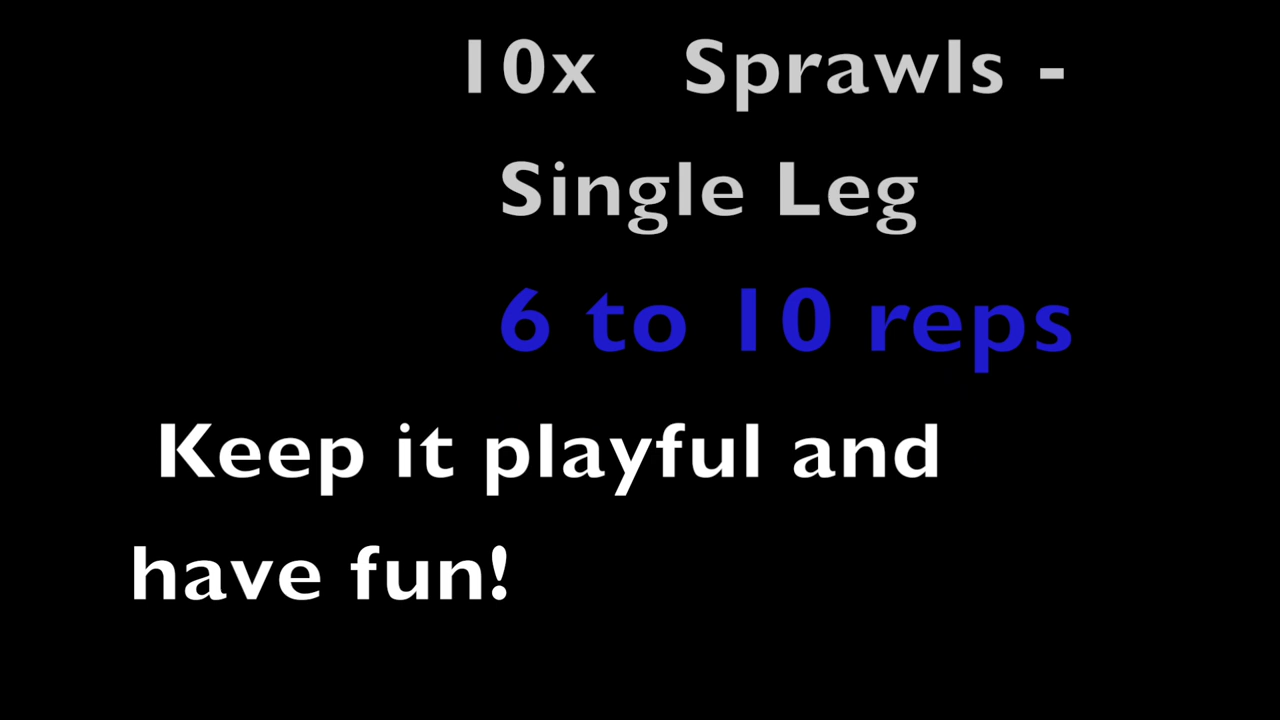 10x Sprawls -
Single Leg
6 to 10 reps
Keep it playful and
have fun!